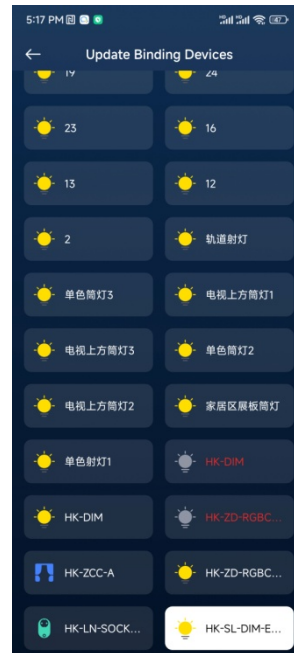 5:17 PM
47
Update Binding Devices
19
24
23
16
13
12
2
轨道射灯
单色筒灯3
电视上方筒灯1
电视上方筒灯3
单色筒灯2
电视上方筒灯2
家居区展板筒灯
单色射灯1
HK-DIM
HK-DIM
HK-ZD-RGBC...
HK-ZCC-A
HK-ZD-RGBC...
HK-LN-SOCK...
HK-SL-DIM-E...